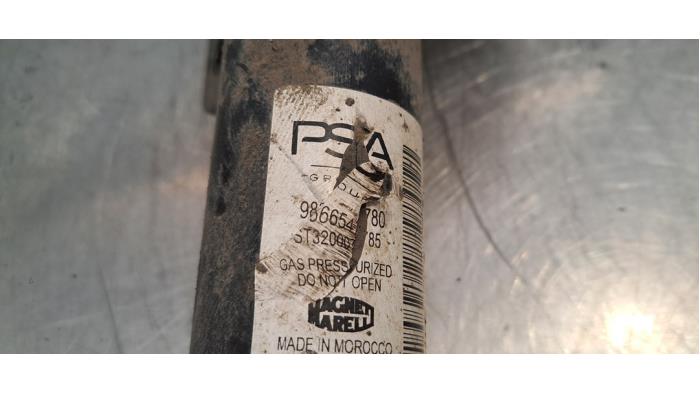 PSA
GROUP
GAS PRESSURIZED
DO NOT OPEN
MAGNETI
MARELLI
MADE IN MOROCCO